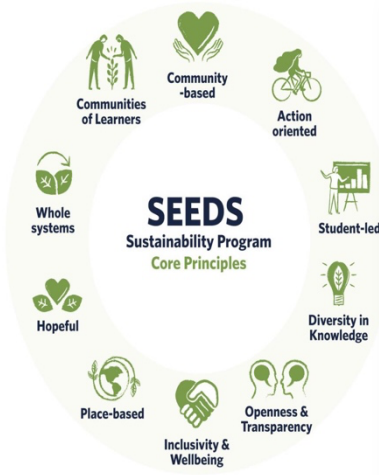 Community
-based
Action
oriented
Student-led
Diversity in
Knowledge
Openness &
Transparency
Inclusivity &
Wellbeing
Place-based
Hopeful
Whole
systems
Communities
of Learners
SEEDS
Sustainability Program
Core Principles